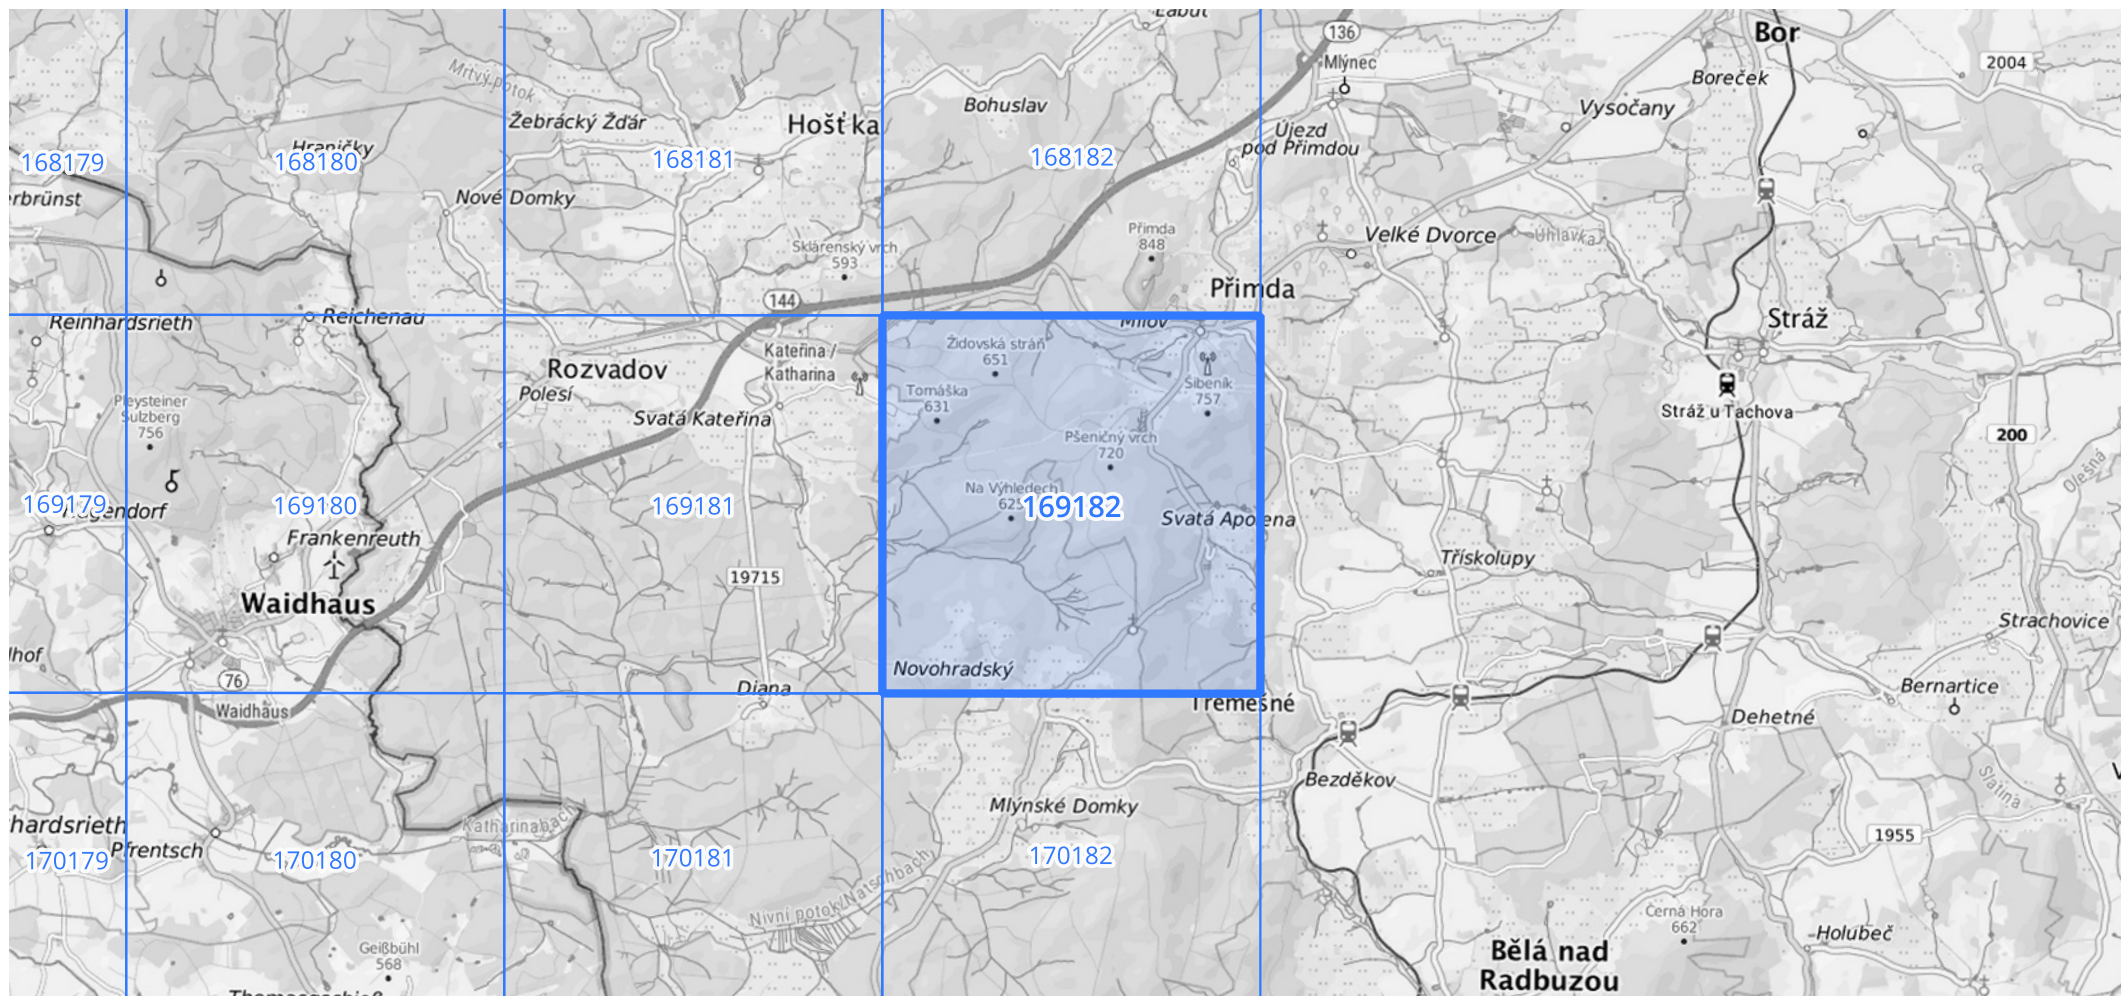 Labuť
Bor
136
Mlýnec
2004
Boreček
Mrtvý potok
Bohuslav
Vysočany
Žebrácký Žďár
Hošťka
Újezd
pod Přimdou
Hraničky
168179
168180
168181
168182
erbrünst
Nové Domky
Přimda
848
Velké Dvorce
Úhlavka
Sklárenský vrch
593
Přimda
144
Reinhardsrieth
Reichenau
Milov
Stráž
Židovská stráň
651
Kateřina /
Katharina
Rozvadov
Polesí
Tomáška
631
Šibeník
757
Stráž u Tachova
Pleysteiner
Sulzberg
756
Svatá Kateřina
Pšeničný vrch
720
200
Olešná
Na Výhledech
625
169179
169180
169181
169182
Svatá Apolena
Frankenreuth
Třískolupy
19715
Waidhaus
Strachovice
lhof
76
Novohradský
Diana
Bernartice
Třemešné
Waidhaus
Dehetné
Bezděkov
Slatina
Mlýnské Domky
hardsrieth
Katharinabach
1955
Pfrentsch
170179
170180
170181
170182
Nivní potok/Natschbach
Černá Hora
662
Geißbühl
568
Holubeč
Bělá nad
Radbuzou